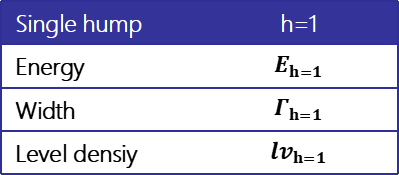 Single hump h=1
Energy E_h=1
Width Γ_h=1
Level densiy lv_h=1